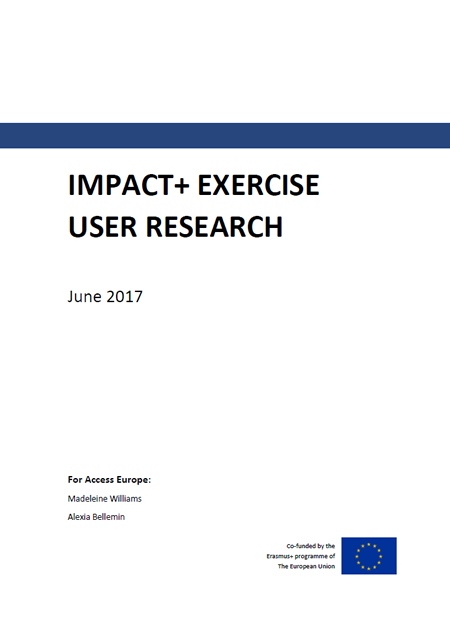 IMPACT+ EXERCISE
USER RESEARCH
June 2017
For Access Europe:
Madeleine Williams
Alexia Bellemin
Co-funded by the
Erasmus+ programme of
The European Union